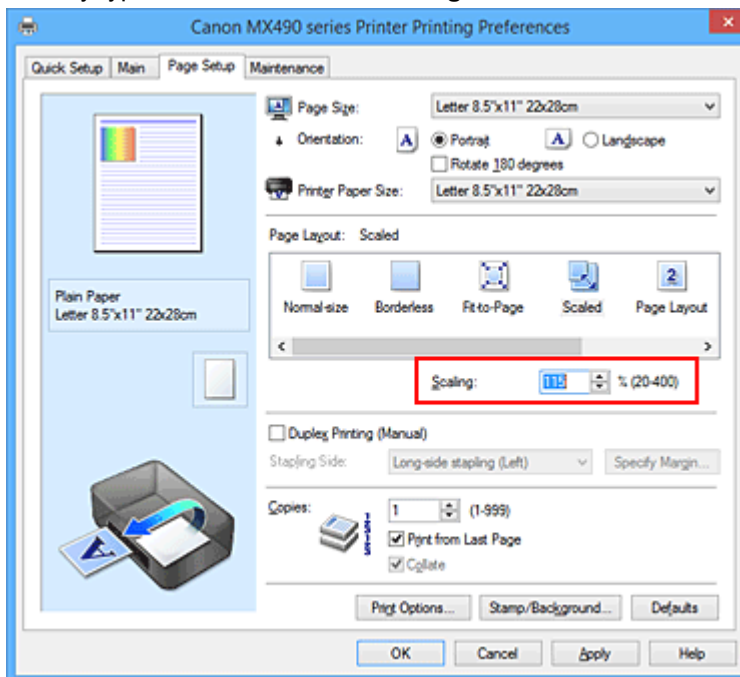 Canon MX490 series Printer Printing Preferences
Quick Setup Main Page Setup Maintenance
Page Size: Letter 8.5"x11" 22x28cm
Orientation: A Portrait A Landscape
Rotate 180 degrees
Printer Paper Size: Letter 8.5"x11" 22x28cm
Page Layout: Scaled
Normal-size Borderless Fit-to-Page Scaled Page Layout
Plain Paper
Letter 8.5"x11" 22x28cm
Scaling: 115 % (20-400)
Duplex Printing (Manual)
Stapling Side: Long-side stapling (Left) Specify Margin...
Copies: 1 (1-999)
Print from Last Page
Collate
Print Options... Stamp/Background... Defaults
OK Cancel Apply Help